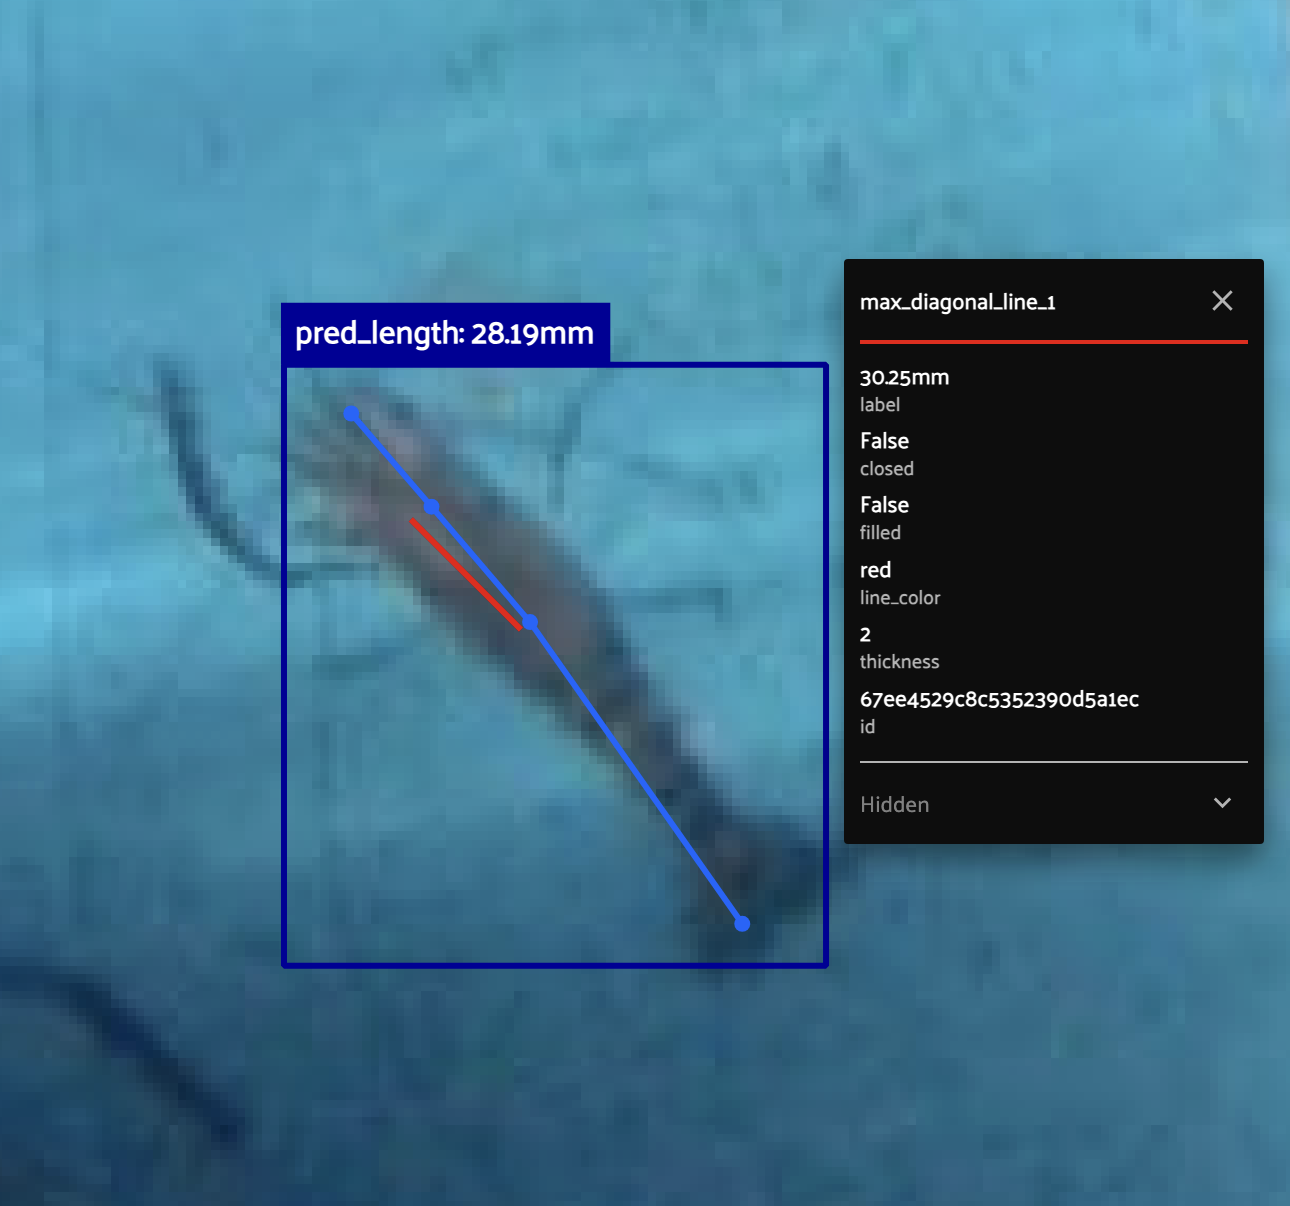 pred_length: 28.19mm
max_diagonal_line_1
30.25mm
label
False
closed
False
filled
red
line_color
2
thickness
67ee4529c8c5352390d5a1ec
id
Hidden